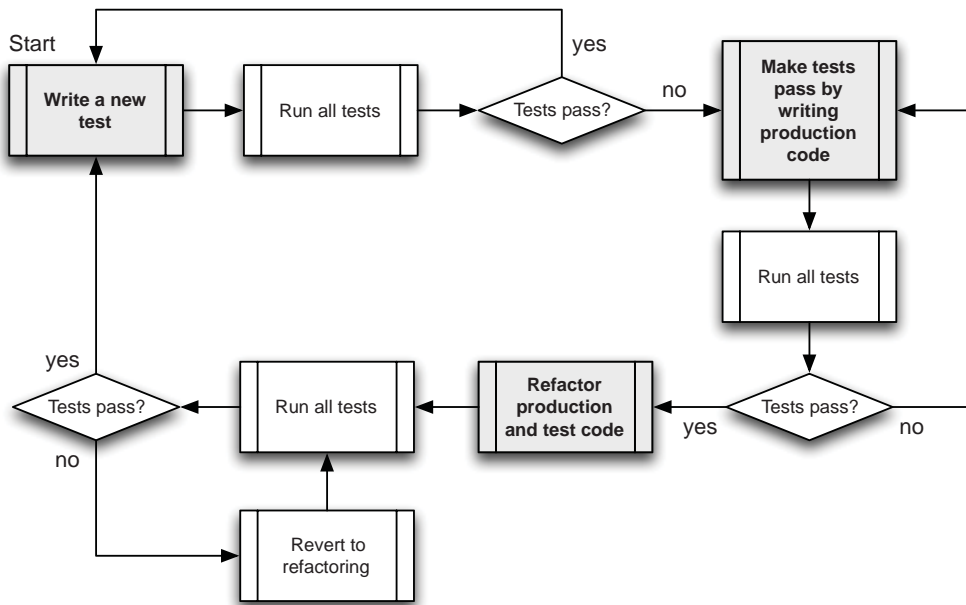 Start
Write a new
test
Run all tests
Tests pass?
yes
no
Make tests
pass by
writing
production
code
Run all tests
Tests pass?
no
yes
Refactor
production
and test code
Run all tests
Tests pass?
yes
no
Revert to
refactoring